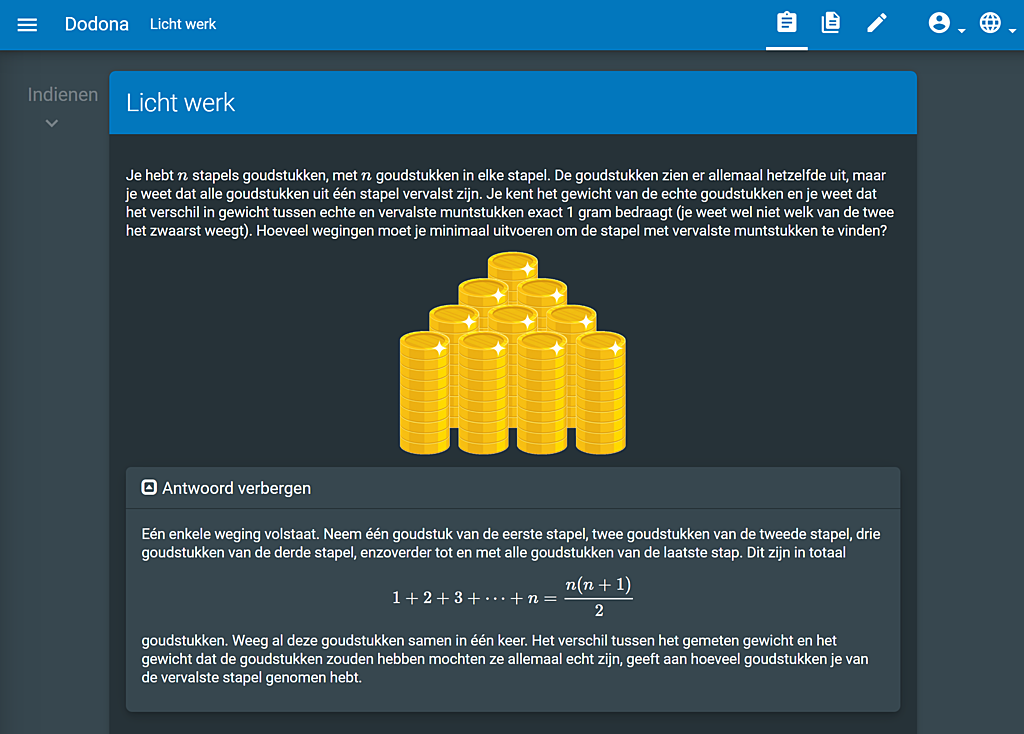 Dodona Licht werk
Indienen
Licht werk
Je hebt n stapels goudstukken, met n goudstukken in elke stapel. De goudstukken zien er allemaal hetzelfde uit, maar
je weet dat alle goudstukken uit één stapel vervalst zijn. Je kent het gewicht van de echte goudstukken en je weet dat
het verschil in gewicht tussen echte en vervalste muntstukken exact 1 gram bedraagt (je weet wel niet welk van de twee
het zwaarst weegt). Hoeveel wegingen moet je minimaal uitvoeren om de stapel met vervalste muntstukken te vinden?
Antwoord verbergen
Eén enkele weging volstaat. Neem één goudstuk van de eerste stapel, twee goudstukken van de tweede stapel, drie
goudstukken van de derde stapel, enzoverder tot en met alle goudstukken van de laatste stap. Dit zijn in totaal
1 + 2 + 3 + ⋯ + n = n(n + 1) / 2
goudstukken. Weeg al deze goudstukken samen in één keer. Het verschil tussen het gemeten gewicht en het
gewicht dat de goudstukken zouden hebben mochten ze allemaal echt zijn, geeft aan hoeveel goudstukken je van
de vervalste stapel genomen hebt.